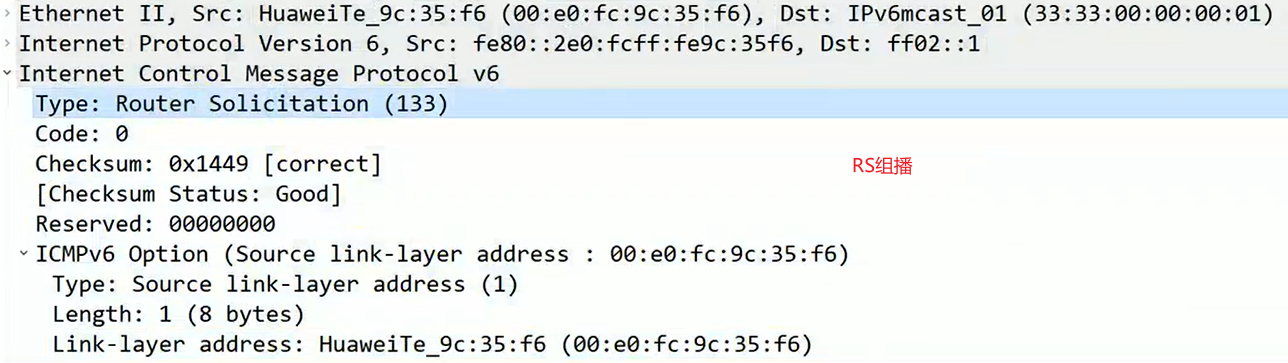 Ethernet II, Src: HuaweiTe_9c:35:f6 (00:e0:fc:9c:35:f6), Dst: IPv6mcast_01 (33:33:00:00:00:01)
Internet Protocol Version 6, Src: fe80::2e0:fcff:fe9c:35f6, Dst: ff02::1
Internet Control Message Protocol v6
Type: Router Solicitation (133)
Code: 0
Checksum: 0x1449 [correct]
RS组播
[Checksum Status: Good]
Reserved: 00000000
ICMPv6 Option (Source link-layer address : 00:e0:fc:9c:35:f6)
Type: Source link-layer address (1)
Length: 1 (8 bytes)
Link-layer address: HuaweiTe_9c:35:f6 (00:e0:fc:9c:35:f6)